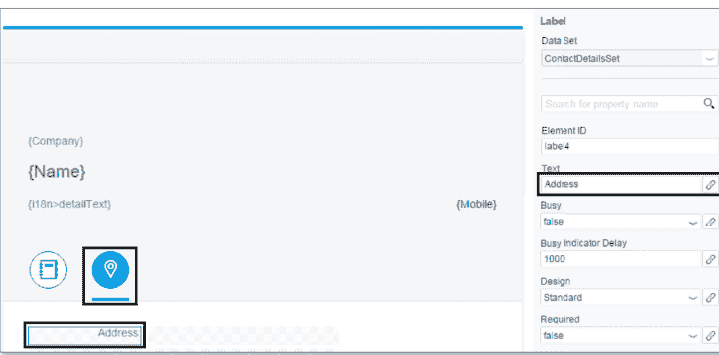 {Company}
{Name}
{i18n>detailText}
{Mobile}
Address
Label
Data Set
ContactDetailsSet
Search for property name
Element ID
label4
Text
Address
Busy
false
Busy Indicator Delay
1000
Design
Standard
Required
false